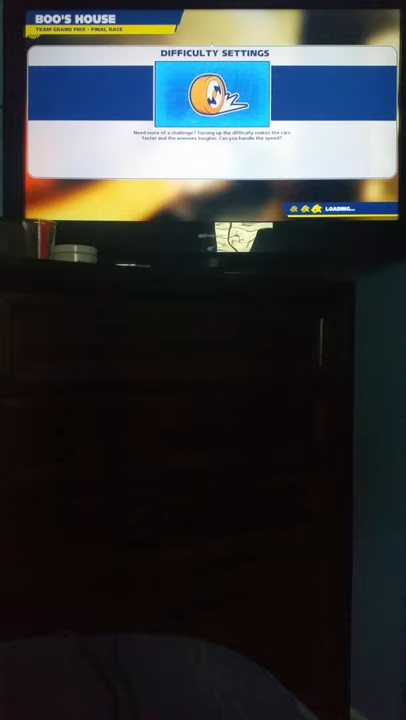 BOO'S HOUSE
TEAM GRAND PRIX - FINAL RACE
DIFFICULTY SETTINGS
Need more of a challenge? Turning up the difficulty makes the cars
faster and the enemies tougher. Can you handle the speed?
LOADING...